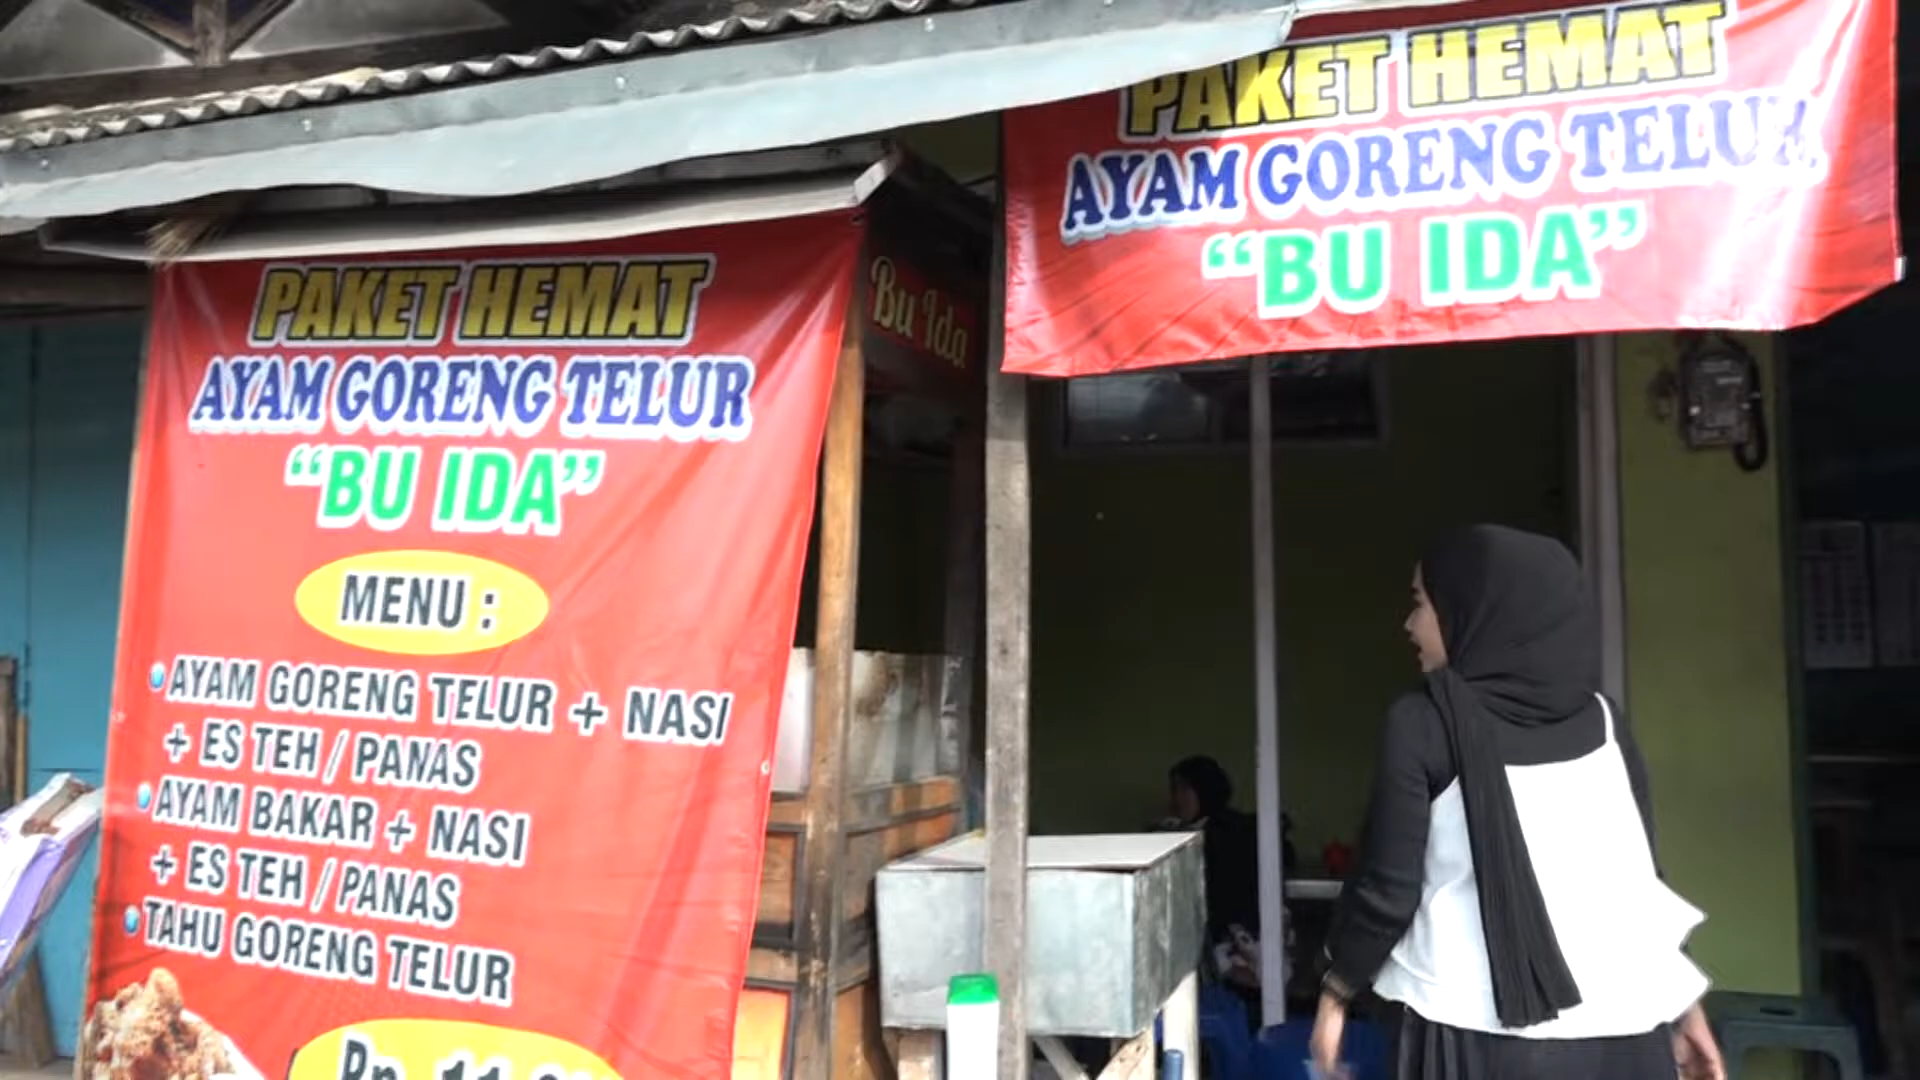 PAKET HEMAT
AYAM GORENG TELUR
“BU IDA”
MENU :
AYAM GORENG TELUR + NASI
+ ES TEH / PANAS
AYAM BAKAR + NASI
+ ES TEH / PANAS
TAHU GORENG TELUR
Rp.
Bu Ida
PAKET HEMAT
AYAM GORENG TELUR
“BU IDA”